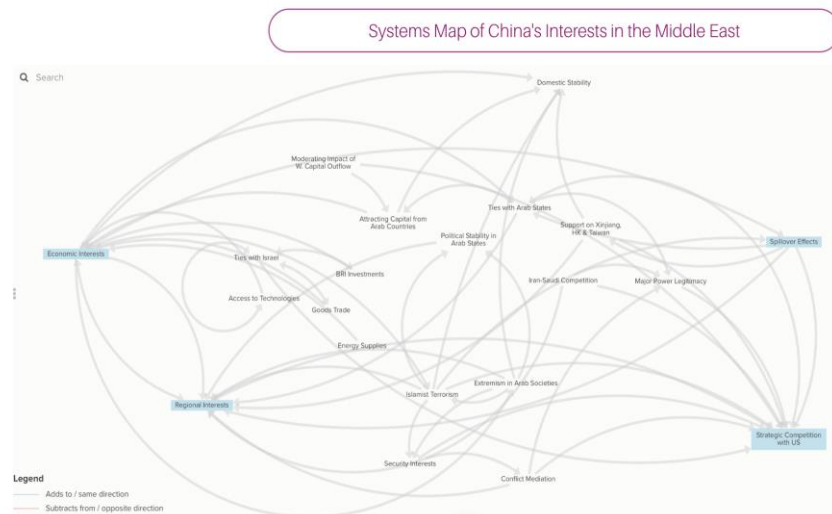 Systems Map of China's Interests in the Middle East
Search
Domestic Stability
Moderating Impact of
W. Capital Outflow
Ties with Arab States
Attracting Capital from
Arab Countries
Support on Xinjiang,
HK & Taiwan
Political Stability in
Arab States
Spillover Effects
Economic Interests
Ties with Israel
BRI Investments
Iran-Saudi Competition
Major Power Legitimacy
Access to Technologies
Goods Trade
Energy Supplies
Extremism in Arab Societies
Islamist Terrorism
Regional Interests
Strategic Competition
with US
Security Interests
Conflict Mediation
Legend
Adds to / same direction
Subtracts from / opposite direction